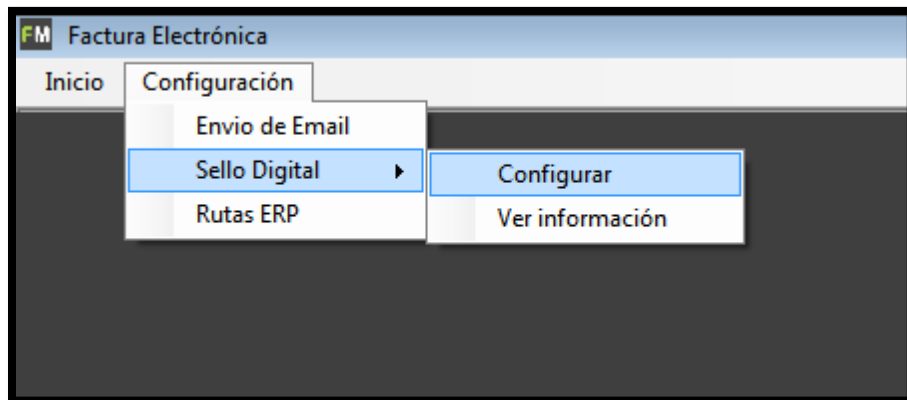 FM Factura Electrónica
Inicio Configuración
Envio de Email
Sello Digital
Configurar
Rutas ERP
Ver información